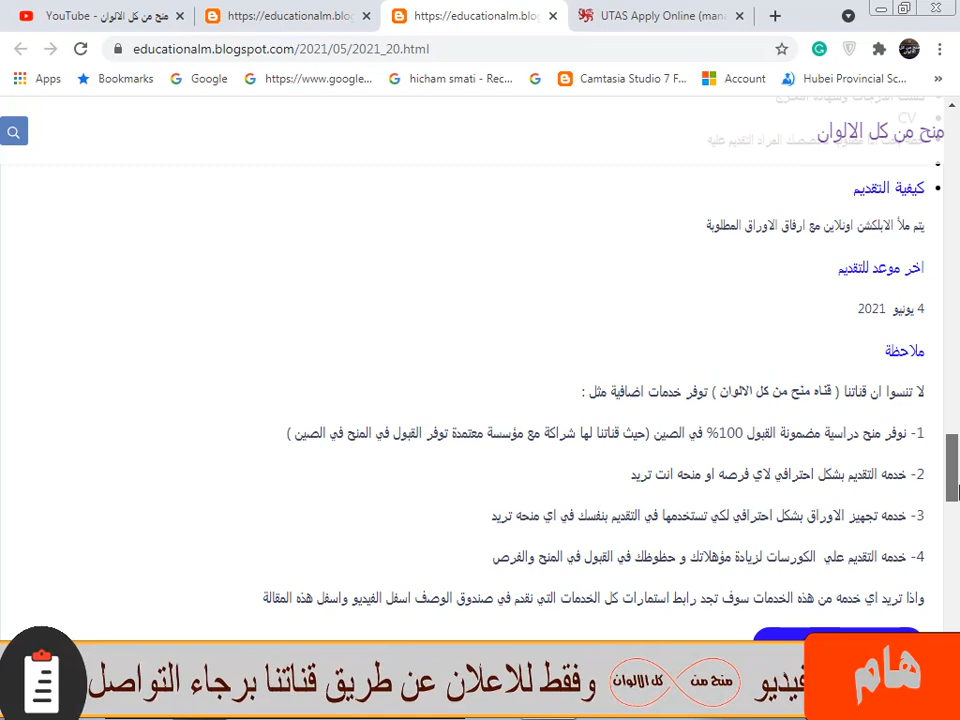 YouTube - منح من كل الالوان
https://educationalm.blog
https://educationalm.blog
UTAS Apply Online (mana
educationalm.blogspot.com/2021/05/2021_20.html
Apps
Bookmarks
Google
https://www.google...
hicham smati - Rec...
Camtasia Studio 7 F...
Account
Hubei Provincial Sc...
»
CV
منح من كل الالوان
المراد التقديم عليه
كيفية التقديم
يتم ملأ الابلكشن اونلاين مع ارفاق الاوراق المطلوبة
اخر موعد للتقديم
4 يونيو 2021
ملاحظة
لا تنسوا ان قناتنا ( قناه منح من كل الالوان ) توفر خدمات اضافية مثل :
1- نوفر منح دراسية مضمونة القبول 100% في الصين (حيث قناتنا لها شراكة مع مؤسسة معتمدة توفر القبول في المنح في الصين )
2- خدمه التقديم بشكل احترافي لاي فرصه او منحه انت تريد
3- خدمه تجهيز الاوراق بشكل احترافي لكي تستخدمها في التقديم بنفسك في اي منحه تريد
4- خدمه التقديم علي الكورسات لزيادة مؤهلاتك و حظوظك في القبول في المنح والفرص
واذا تريد اي خدمه من هذه الخدمات سوف تجد رابط استمارات كل الخدمات التي نقدم في صندوق الوصف اسفل الفيديو واسفل هذه المقالة
هام
فيديو منح من كل الالوان وفقط للاعلان عن طريق قناتنا برجاء التواصل